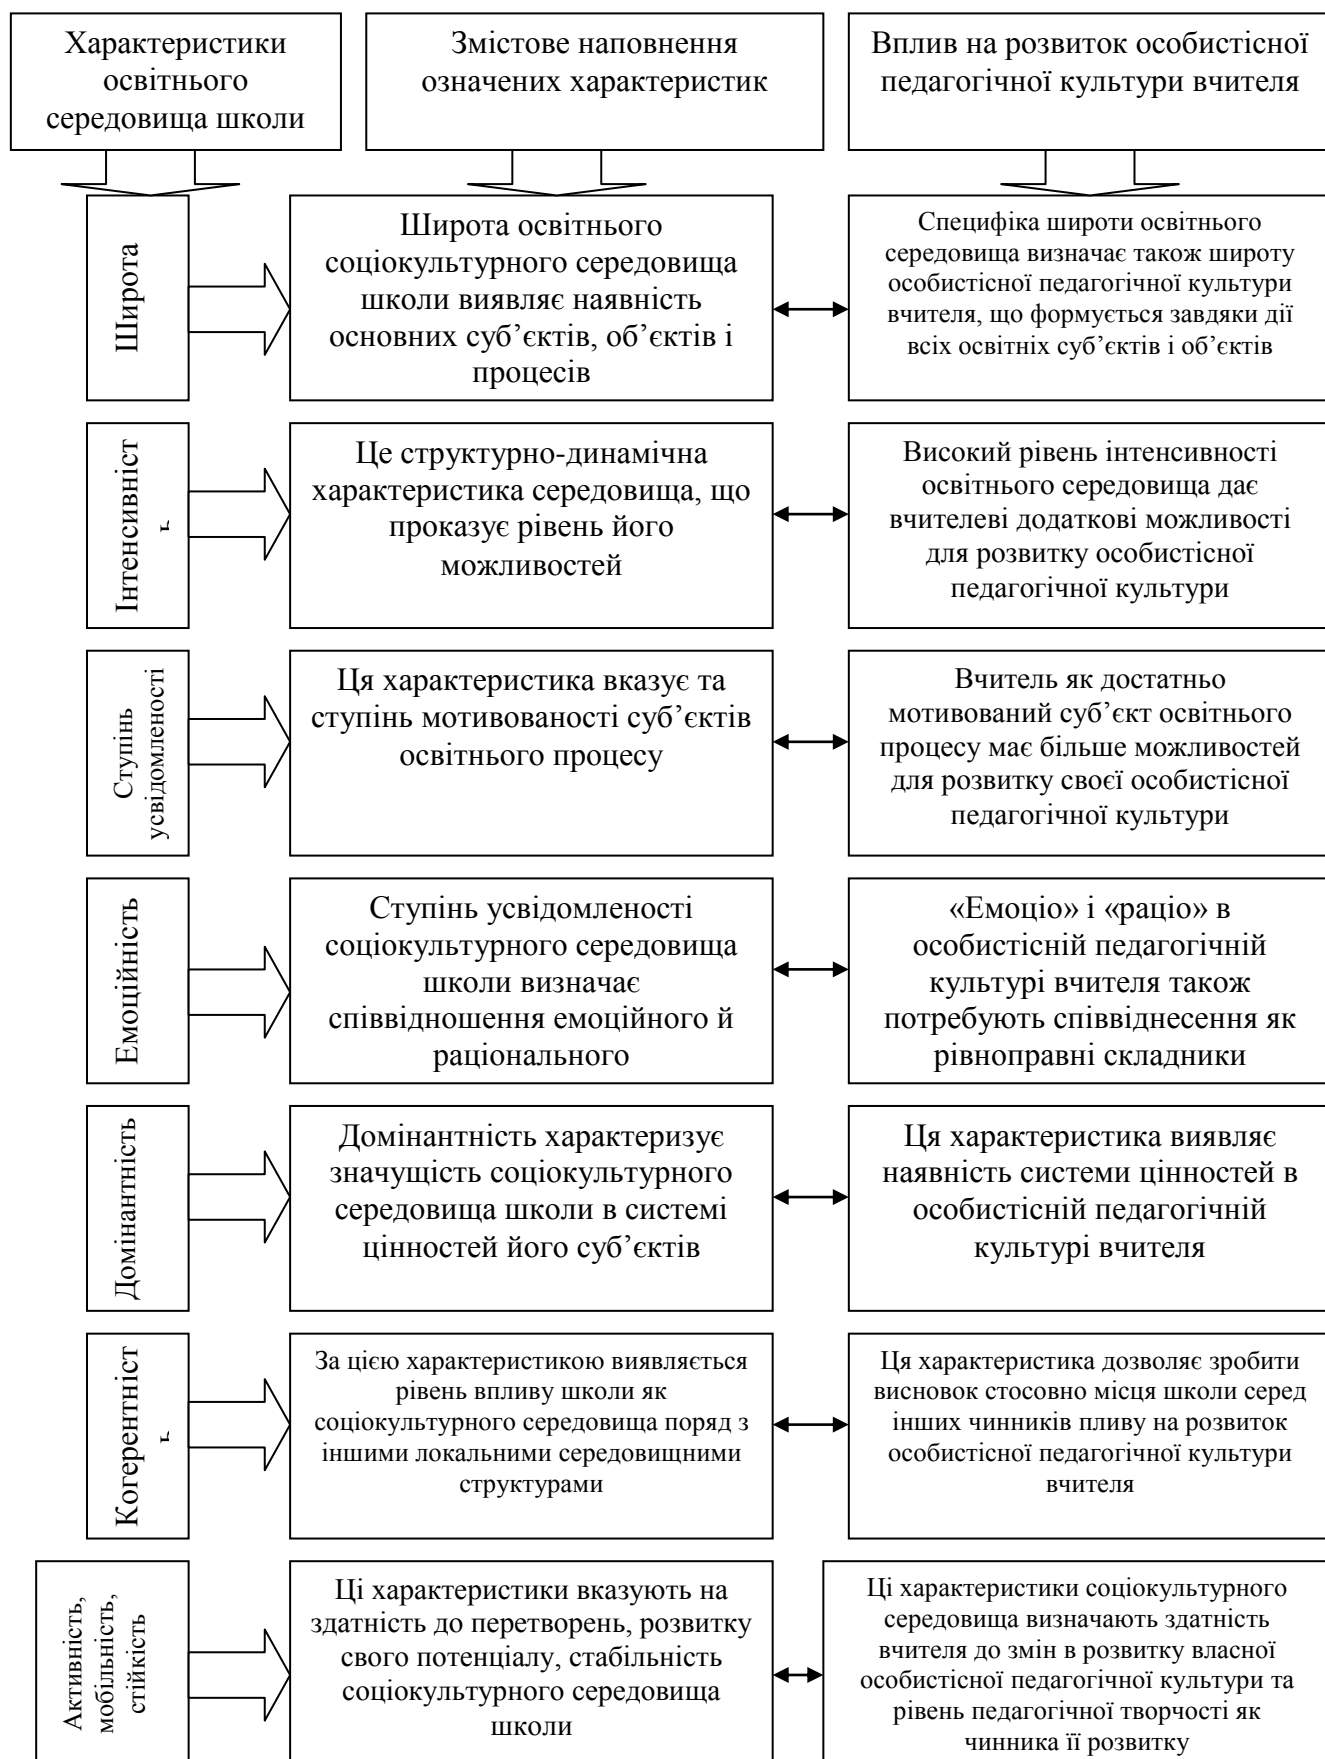 Характеристики
освітнього
середовища школи
Змістове наповнення
означених характеристик
Вплив на розвиток особистісної
педагогічної культури вчителя
Широта
Широта освітнього
соціокультурного середовища
школи виявляє наявність
основних суб’єктів, об’єктів і
процесів
Специфіка широти освітнього
середовища визначає також широту
особистісної педагогічної культури
вчителя, що формується завдяки дії
всіх освітніх суб’єктів і об’єктів
Інтенсивніст
ь
Це структурно-динамічна
характеристика середовища, що
проказує рівень його
можливостей
Високий рівень інтенсивності
освітнього середовища дає
вчителеві додаткові можливості
для розвитку особистісної
педагогічної культури
Ступінь
усвідомленості
Ця характеристика вказує та
ступінь мотивованості суб’єктів
освітнього процесу
Вчитель як достатньо
мотивований суб’єкт освітнього
процесу має більше можливостей
для розвитку своєї особистісної
педагогічної культури
Емоційність
Ступінь усвідомленості
соціокультурного середовища
школи визначає
співвідношення емоційного й
раціонального
«Емоціо» і «раціо» в
особистісній педагогічній
культурі вчителя також
потребують співвіднесення як
рівноправні складники
Домінантність
Домінантність характеризує
значущість соціокультурного
середовища школи в системі
цінностей його суб’єктів
Ця характеристика виявляє
наявність системи цінностей в
особистісній педагогічній
культурі вчителя
Когерентніст
ь
За цією характеристикою виявляється
рівень впливу школи як
соціокультурного середовища поряд з
іншими локальними середовищними
структурами
Ця характеристика дозволяє зробити
висновок стосовно місця школи серед
інших чинників пливу на розвиток
особистісної педагогічної культури
вчителя
Активність,
мобільність,
стійкість
Ці характеристики вказують на
здатність до перетворень, розвитку
свого потенціалу, стабільність
соціокультурного середовища
школи
Ці характеристики соціокультурного
середовища визначають здатність
вчителя до змін в розвитку власної
особистісної педагогічної культури та
рівень педагогічної творчості як
чинника її розвитку